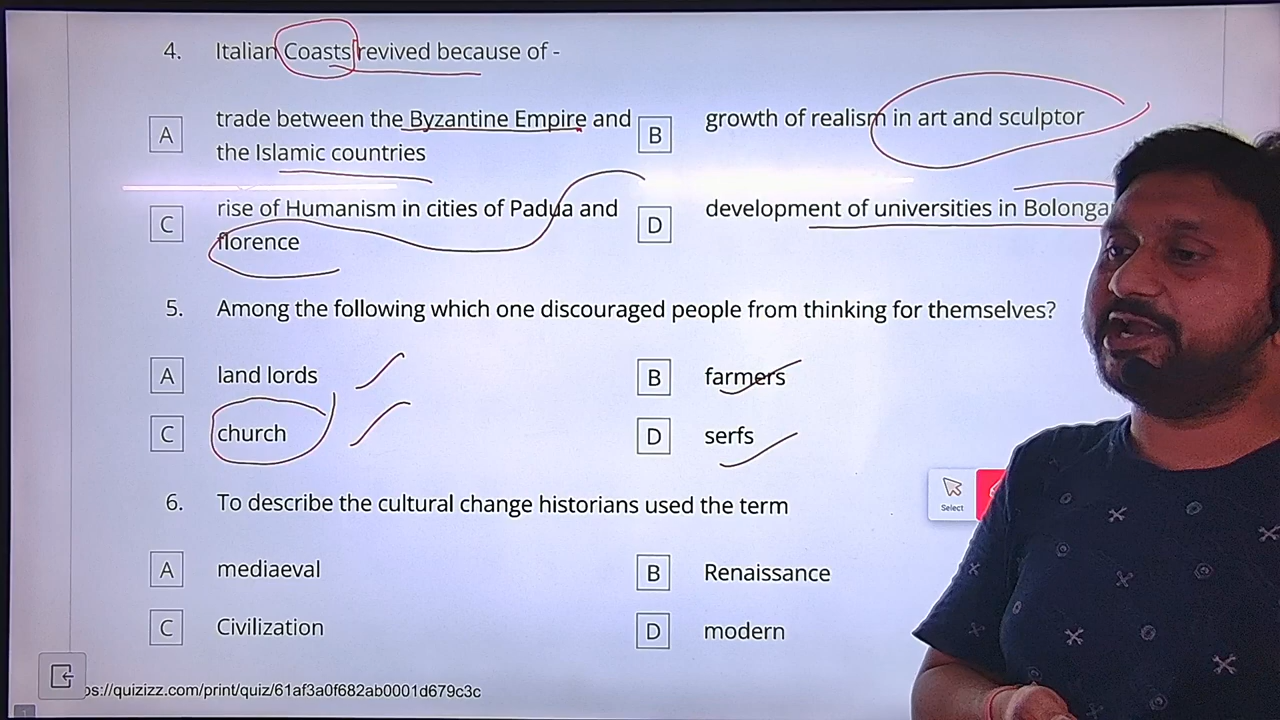 4. Italian Coasts revived because of -
A trade between the Byzantine Empire and
the Islamic countries
B growth of realism in art and sculptor
C rise of Humanism in cities of Padua and
florence
D development of universities in Bolonga
5. Among the following which one discouraged people from thinking for themselves?
A land lords
B farmers
C church
D serfs
6. To describe the cultural change historians used the term
Select
A mediaeval
B Renaissance
C Civilization
D modern
ps://quizizz.com/print/quiz/61af3a0f682ab0001d679c3c
1